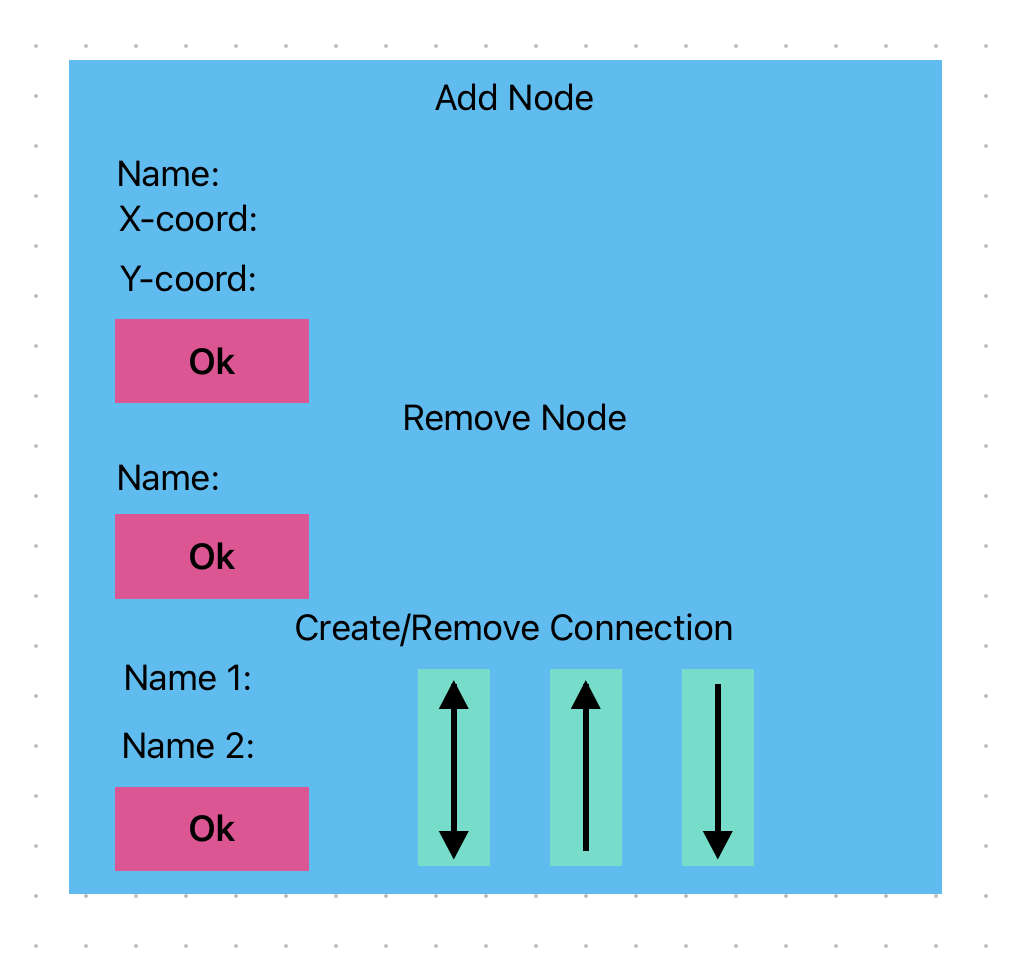 Add Node
Name:
X-coord:
Y-coord:
Ok
Remove Node
Name:
Ok
Create/Remove Connection
Name 1:
Name 2:
Ok